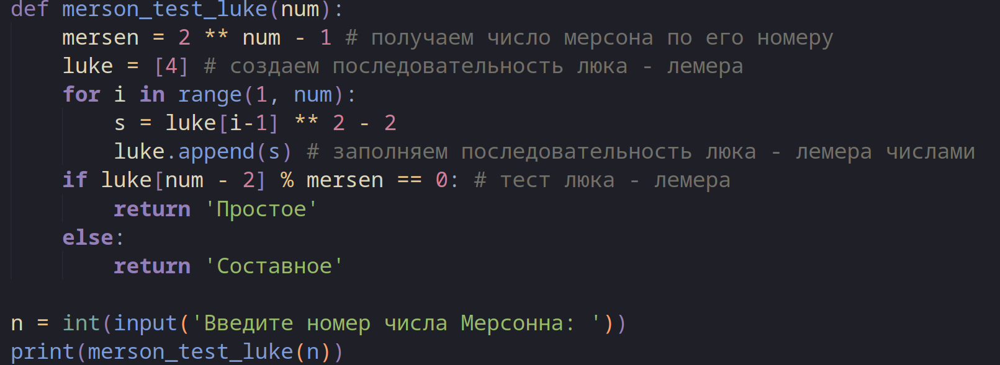 def merson_test_luke(num):
    mersen = 2 ** num - 1 # получаем число мерсона по его номеру
    luke = [4] # создаем последовательность люка - лемера
    for i in range(1, num):
        s = luke[i-1] ** 2 - 2
        luke.append(s) # заполняем последовательность люка - лемера числами
    if luke[num - 2] % mersen == 0: # тест люка - лемера
        return 'Простое'
    else:
        return 'Составное'

n = int(input('Введите номер числа Мерсонна: '))
print(merson_test_luke(n))